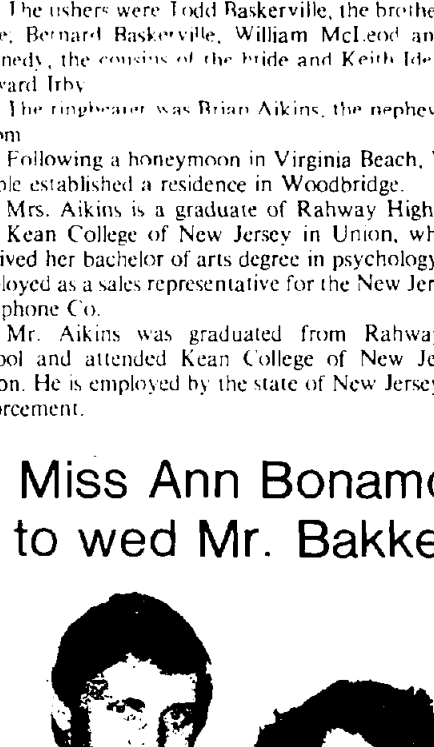 The ushers were Todd Baskerville, the brothe
e; Bernard Baskerville, William McLeod an
nedy, the cousins of the bride and Keith Ide
ward Irby
The ringbearer was Brian Aikins, the nephew
om
Following a honeymoon in Virginia Beach,
ple established a residence in Woodbridge.
Mrs. Aikins is a graduate of Rahway High
Kean College of New Jersey in Union, wh
ived her bachelor of arts degree in psychology
loyed as a sales representative for the New Jer
phone Co.
Mr. Aikins was graduated from Rahway
ool and attended Kean College of New Je
on. He is employed by the state of New Jersey
orcement.
Miss Ann Bonamo
to wed Mr. Bakke